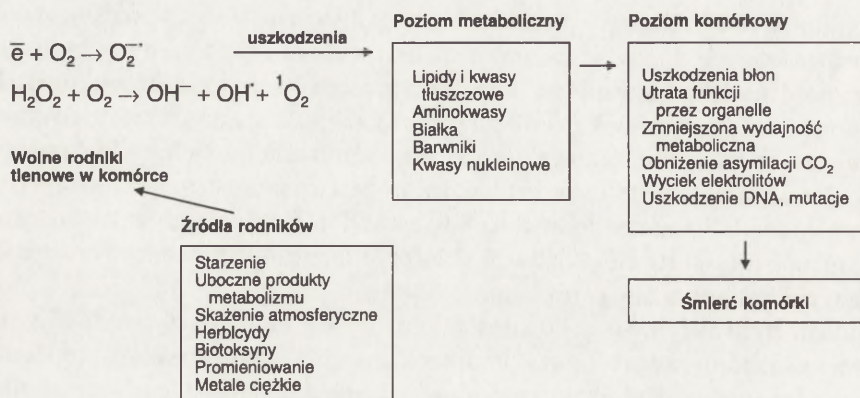 e̅ + O₂ → O₂⁻˙
H₂O₂ + O₂ → OH⁻ + OH˙ + ¹O₂
Wolne rodniki
tlenowe w komórce
uszkodzenia
Poziom metaboliczny
Lipidy i kwasy
tłuszczowe
Aminokwasy
Białka
Barwniki
Kwasy nukleinowe
Poziom komórkowy
Uszkodzenia błon
Utrata funkcji
przez organelle
Zmniejszona wydajność
metaboliczna
Obniżenie asymilacji CO₂
Wyciek elektrolitów
Uszkodzenie DNA, mutacje
Śmierć komórki
Źródła rodników
Starzenie
Uboczne produkty
metabolizmu
Skażenie atmosferyczne
Herblcydy
Biotoksyny
Promieniowanie
Metale ciężkie